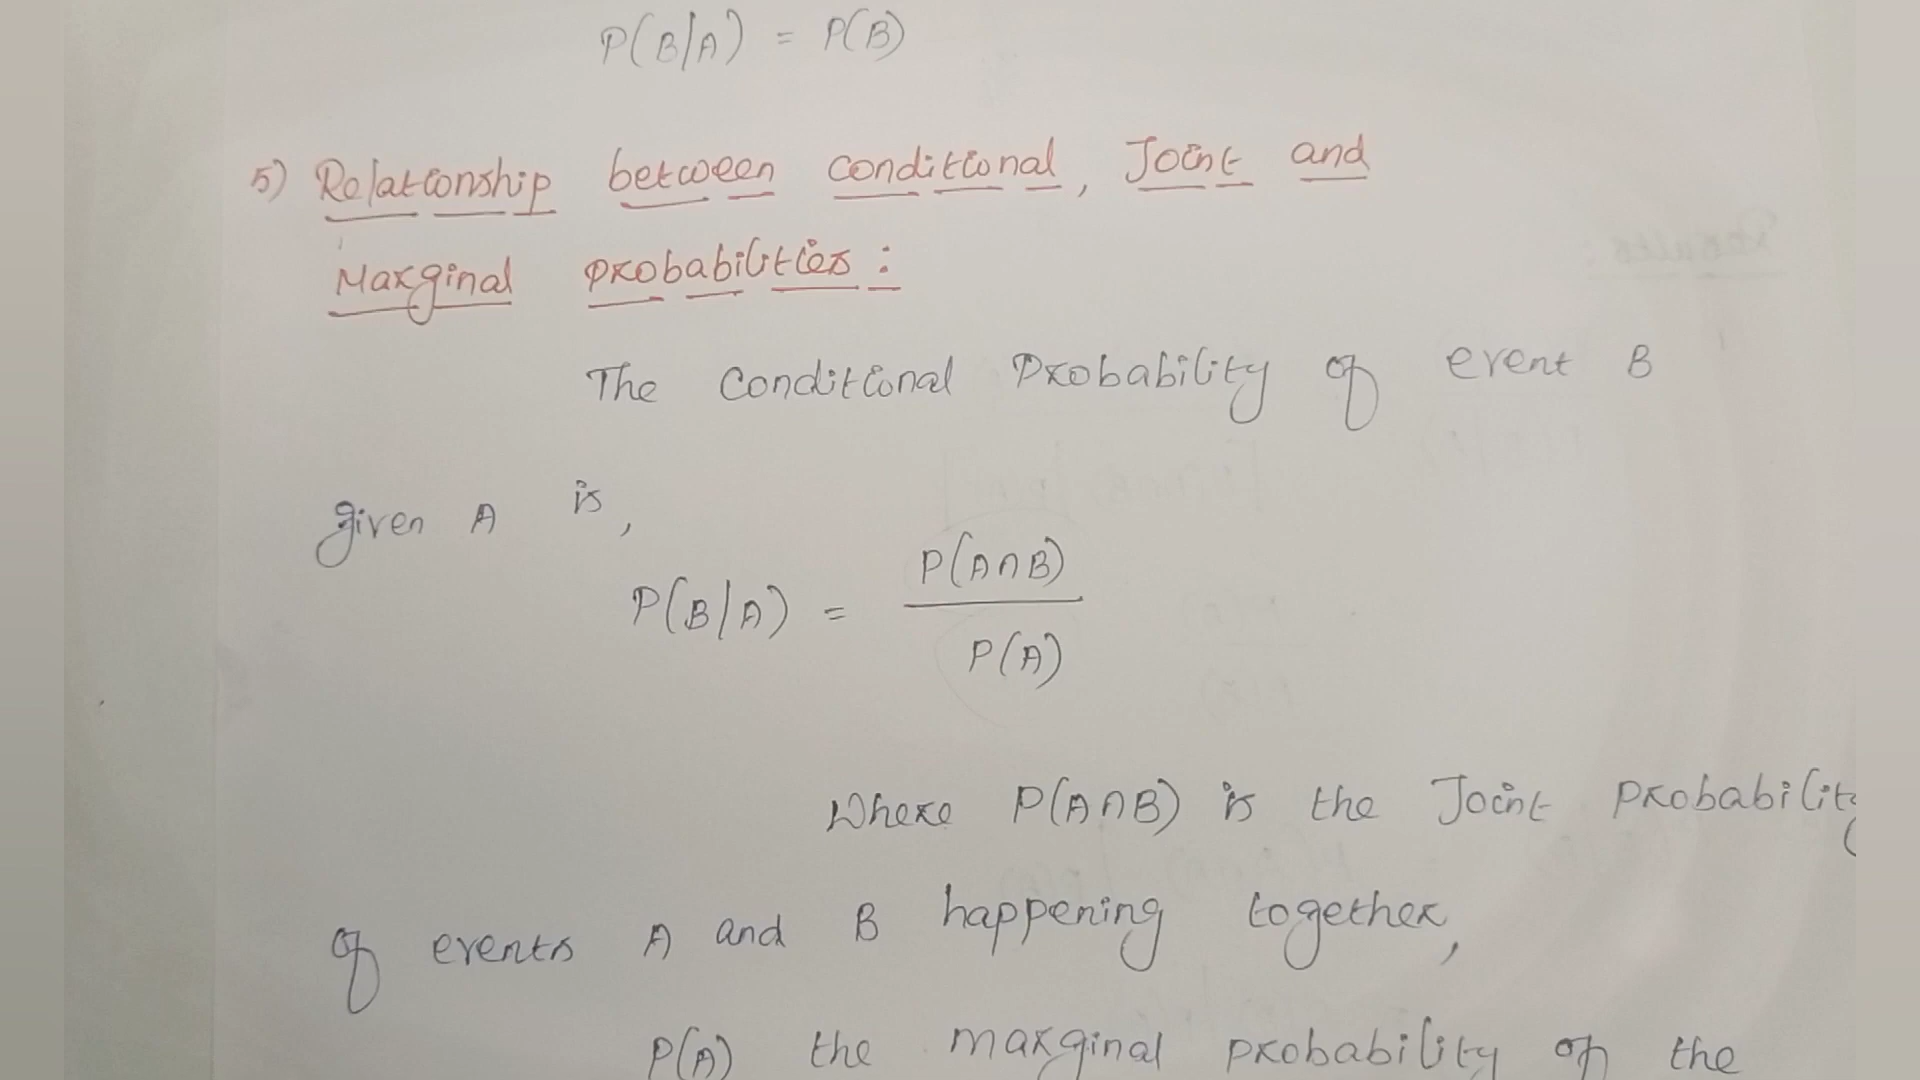 P(B/A) = P(B)
5) Relationship between conditional, Joint and
Marginal probabilities :
The Conditional Probability of event B
given A is,
P(B/A) = P(A∩B)
P(A)
Where P(A∩B) is the Joint probability
of events A and B happening together,
P(A) the marginal probability of the